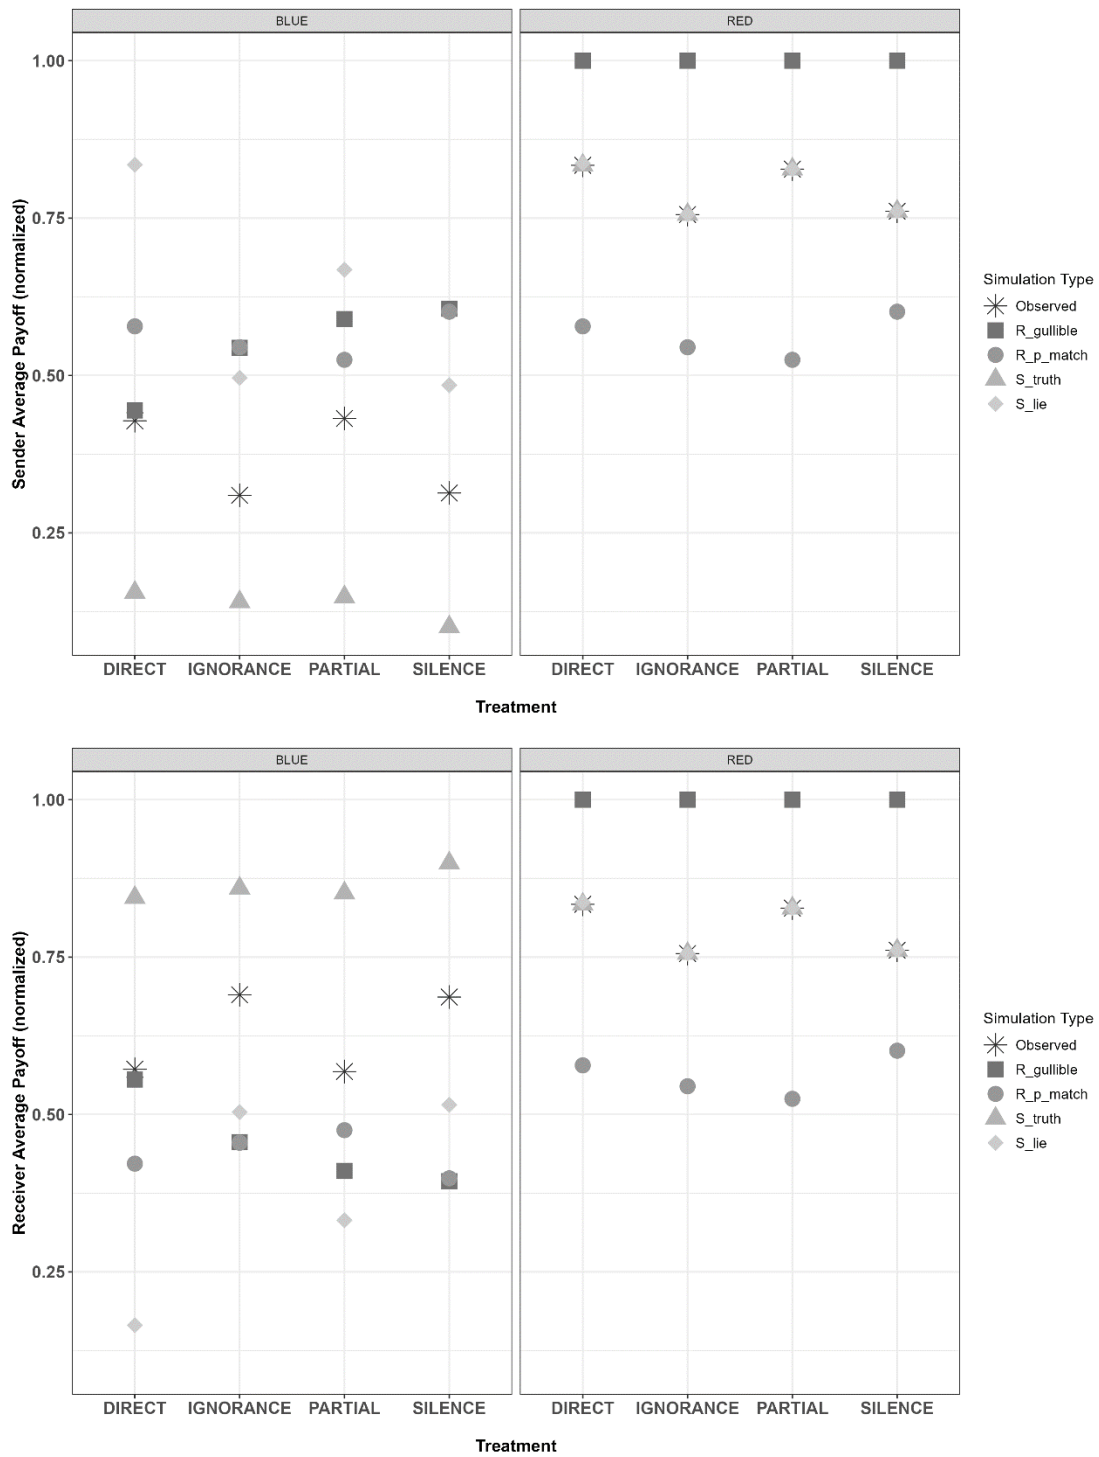 BLUE RED
1.00
0.75
0.50
0.25
Sender Average Payoff (normalized)
DIRECT IGNORANCE PARTIAL SILENCE DIRECT IGNORANCE PARTIAL SILENCE
Treatment
Simulation Type
Observed
R_gullible
R_p_match
S_truth
S_lie
BLUE RED
1.00
0.75
0.50
0.25
Receiver Average Payoff (normalized)
DIRECT IGNORANCE PARTIAL SILENCE DIRECT IGNORANCE PARTIAL SILENCE
Treatment
Simulation Type
Observed
R_gullible
R_p_match
S_truth
S_lie